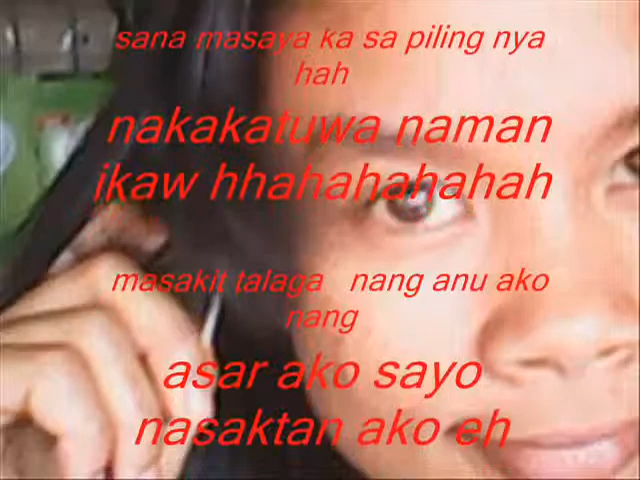 sana masaya ka sa piling nya
hah
nakakatuwa naman
ikaw hhahahahahah
masakit talaga nang anu ako
nang
asar ako sayo
nasaktan ako eh